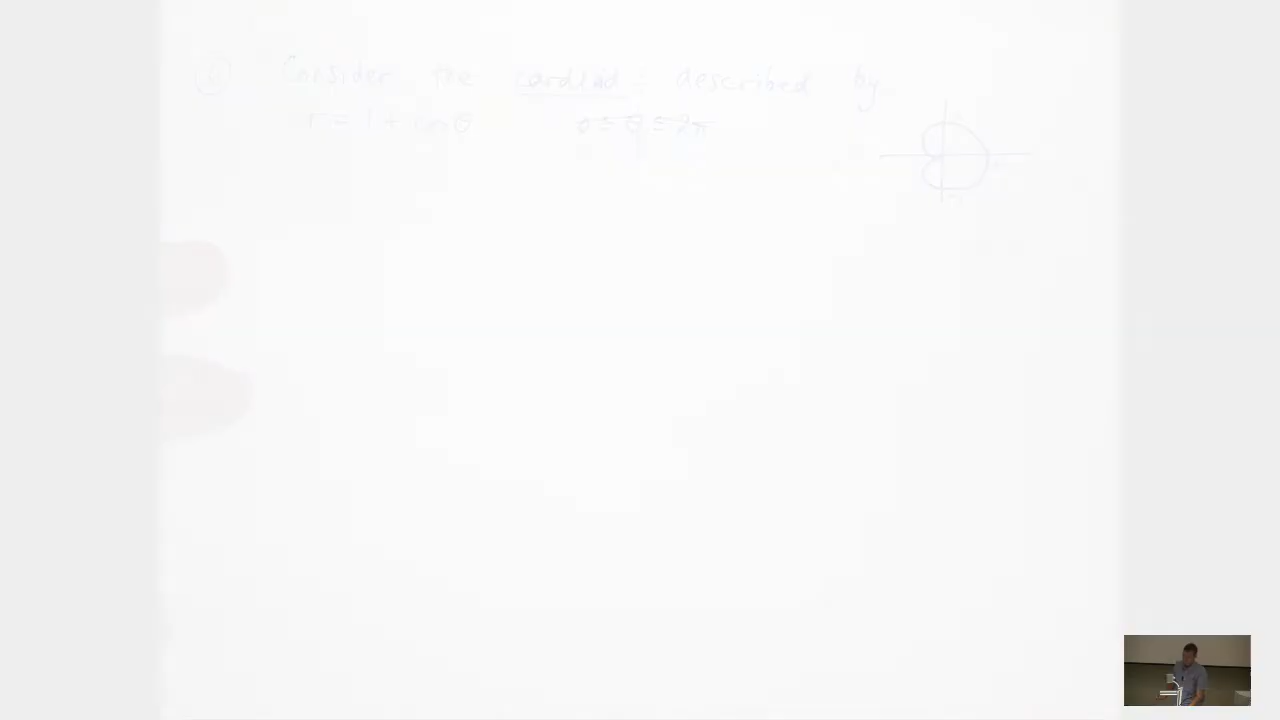 Consider the cardioid described by
r = 1 + cos θ 0 ≤ θ ≤ 2π